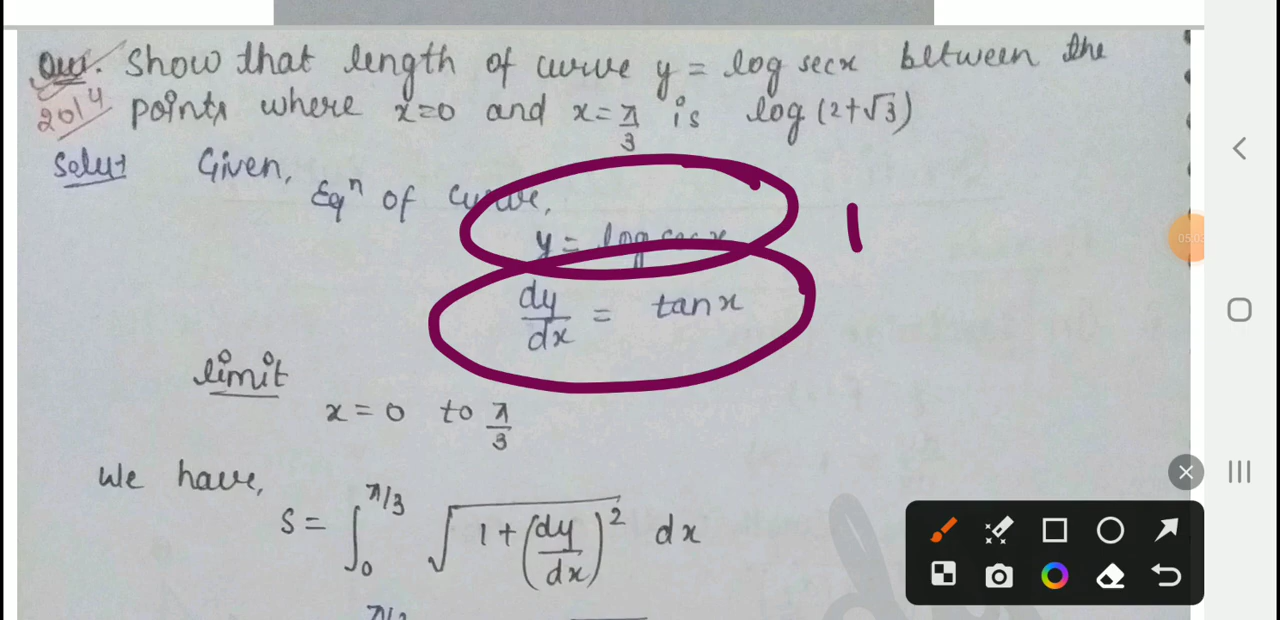 Ques. Show that length of curve y = log secx between the
2014 points where x=0 and x=π/3 is log (2+√3)
Solut Given,
Eqⁿ of curve,
y = log secx
dy/dx = tanx
limit
x=0 to π/3
We have,
S = ∫₀^π/3 √1+(dy/dx)² dx